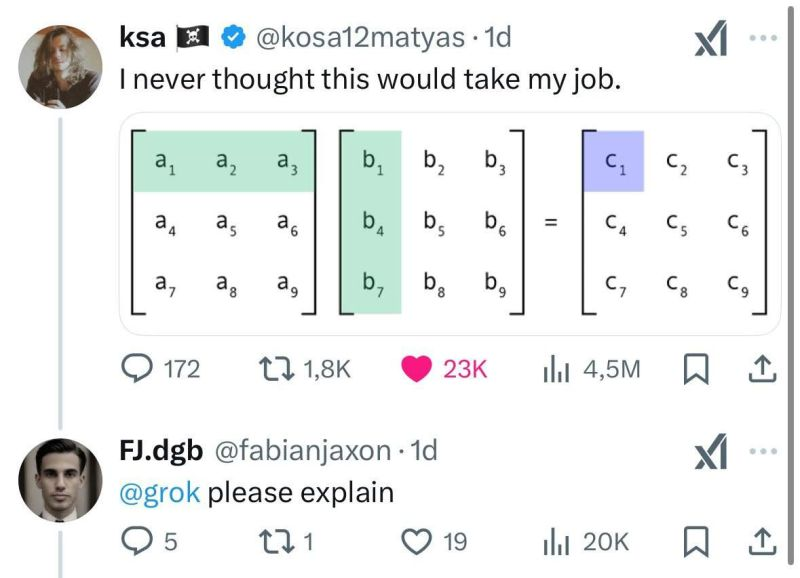 ksa 🏴‍☠️ @kosa12matyas · 1d
I never thought this would take my job.
a₁ a₂ a₃ b₁ b₂ b₃ c₁ c₂ c₃
a₄ a₅ a₆ b₄ b₅ b₆ = c₄ c₅ c₆
a₇ a₈ a₉ b₇ b₈ b₉ c₇ c₈ c₉
172 1,8K 23K 4,5M
FJ.dgb @fabianjaxon · 1d
@grok please explain
5 1 19 20K